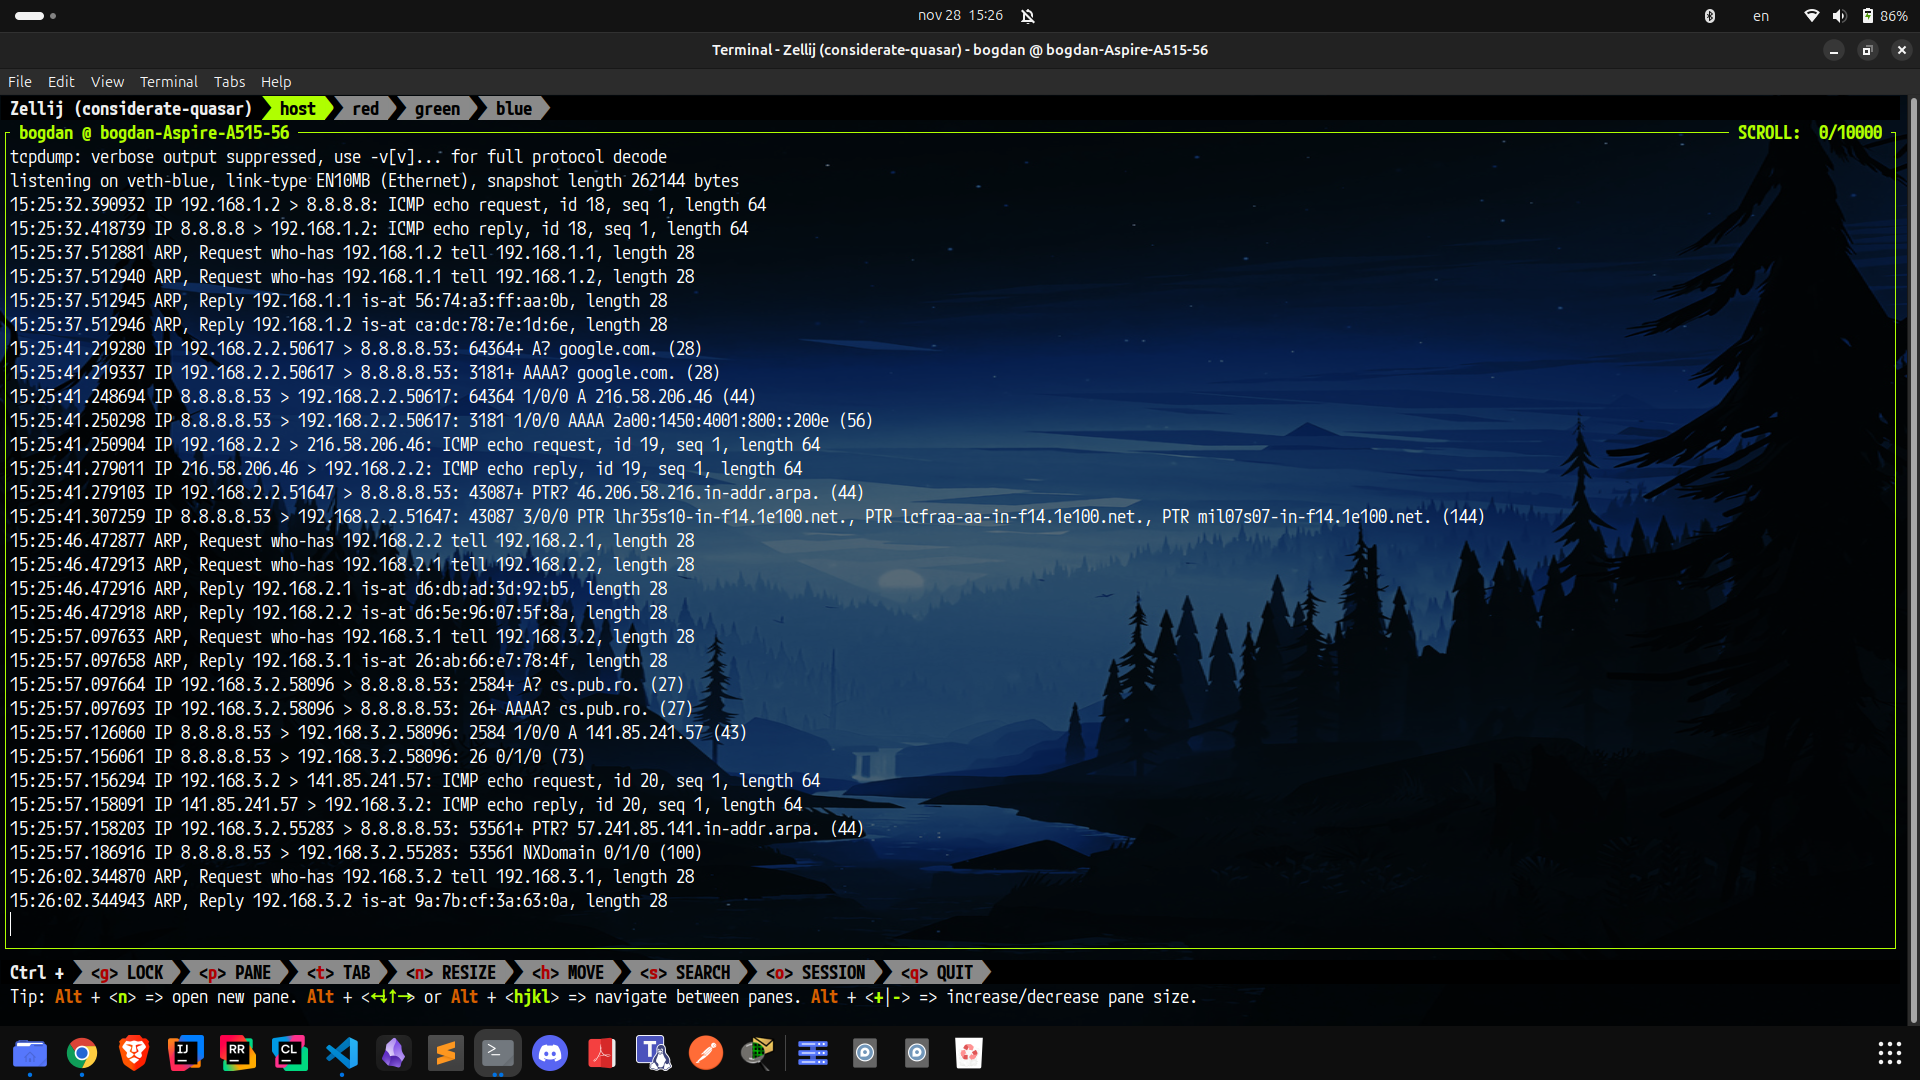 nov 28 15:26
en
86%
Terminal - Zellij (considerate-quasar) - bogdan @ bogdan-Aspire-A515-56
File Edit View Terminal Tabs Help
Zellij (considerate-quasar) host red green blue
bogdan @ bogdan-Aspire-A515-56 SCROLL: 0/10000
tcpdump: verbose output suppressed, use -v[v]... for full protocol decode
listening on veth-blue, link-type EN10MB (Ethernet), snapshot length 262144 bytes
15:25:32.390932 IP 192.168.1.2 > 8.8.8.8: ICMP echo request, id 18, seq 1, length 64
15:25:32.418739 IP 8.8.8.8 > 192.168.1.2: ICMP echo reply, id 18, seq 1, length 64
15:25:37.512881 ARP, Request who-has 192.168.1.2 tell 192.168.1.1, length 28
15:25:37.512940 ARP, Request who-has 192.168.1.1 tell 192.168.1.2, length 28
15:25:37.512945 ARP, Reply 192.168.1.1 is-at 56:74:a3:ff:aa:0b, length 28
15:25:37.512946 ARP, Reply 192.168.1.2 is-at ca:dc:78:7e:1d:6e, length 28
15:25:41.219280 IP 192.168.2.2.50617 > 8.8.8.8.53: 64364+ A? google.com. (28)
15:25:41.219337 IP 192.168.2.2.50617 > 8.8.8.8.53: 3181+ AAAA? google.com. (28)
15:25:41.248694 IP 8.8.8.8.53 > 192.168.2.2.50617: 64364 1/0/0 A 216.58.206.46 (44)
15:25:41.250298 IP 8.8.8.8.53 > 192.168.2.2.50617: 3181 1/0/0 AAAA 2a00:1450:4001:800::200e (56)
15:25:41.250904 IP 192.168.2.2 > 216.58.206.46: ICMP echo request, id 19, seq 1, length 64
15:25:41.279011 IP 216.58.206.46 > 192.168.2.2: ICMP echo reply, id 19, seq 1, length 64
15:25:41.279103 IP 192.168.2.2.51647 > 8.8.8.8.53: 43087+ PTR? 46.206.58.216.in-addr.arpa. (44)
15:25:41.307259 IP 8.8.8.8.53 > 192.168.2.2.51647: 43087 3/0/0 PTR lhr35s10-in-f14.1e100.net., PTR lcfraa-aa-in-f14.1e100.net., PTR mil07s07-in-f14.1e100.net. (144)
15:25:46.472877 ARP, Request who-has 192.168.2.2 tell 192.168.2.1, length 28
15:25:46.472913 ARP, Request who-has 192.168.2.1 tell 192.168.2.2, length 28
15:25:46.472916 ARP, Reply 192.168.2.1 is-at d6:db:ad:3d:92:b5, length 28
15:25:46.472918 ARP, Reply 192.168.2.2 is-at d6:5e:96:07:5f:8a, length 28
15:25:57.097633 ARP, Request who-has 192.168.3.1 tell 192.168.3.2, length 28
15:25:57.097658 ARP, Reply 192.168.3.1 is-at 26:ab:66:e7:78:4f, length 28
15:25:57.097664 IP 192.168.3.2.58096 > 8.8.8.8.53: 2584+ A? cs.pub.ro. (27)
15:25:57.097693 IP 192.168.3.2.58096 > 8.8.8.8.53: 26+ AAAA? cs.pub.ro. (27)
15:25:57.126060 IP 8.8.8.8.53 > 192.168.3.2.58096: 2584 1/0/0 A 141.85.241.57 (43)
15:25:57.156061 IP 8.8.8.8.53 > 192.168.3.2.58096: 26 0/1/0 (73)
15:25:57.156294 IP 192.168.3.2 > 141.85.241.57: ICMP echo request, id 20, seq 1, length 64
15:25:57.158091 IP 141.85.241.57 > 192.168.3.2: ICMP echo reply, id 20, seq 1, length 64
15:25:57.158203 IP 192.168.3.2.55283 > 8.8.8.8.53: 53561+ PTR? 57.241.85.141.in-addr.arpa. (44)
15:25:57.186916 IP 8.8.8.8.53 > 192.168.3.2.55283: 53561 NXDomain 0/1/0 (100)
15:26:02.344870 ARP, Request who-has 192.168.3.2 tell 192.168.3.1, length 28
15:26:02.344943 ARP, Reply 192.168.3.2 is-at 9a:7b:cf:3a:63:0a, length 28
Ctrl + <g> LOCK <p> PANE <t> TAB <n> RESIZE <h> MOVE <s> SEARCH <o> SESSION <q> QUIT
Tip: Alt + <n> => open new pane. Alt + <←↓↑→> or Alt + <hjkl> => navigate between panes. Alt + <+|-> => increase/decrease pane size.
IJ RR CL T